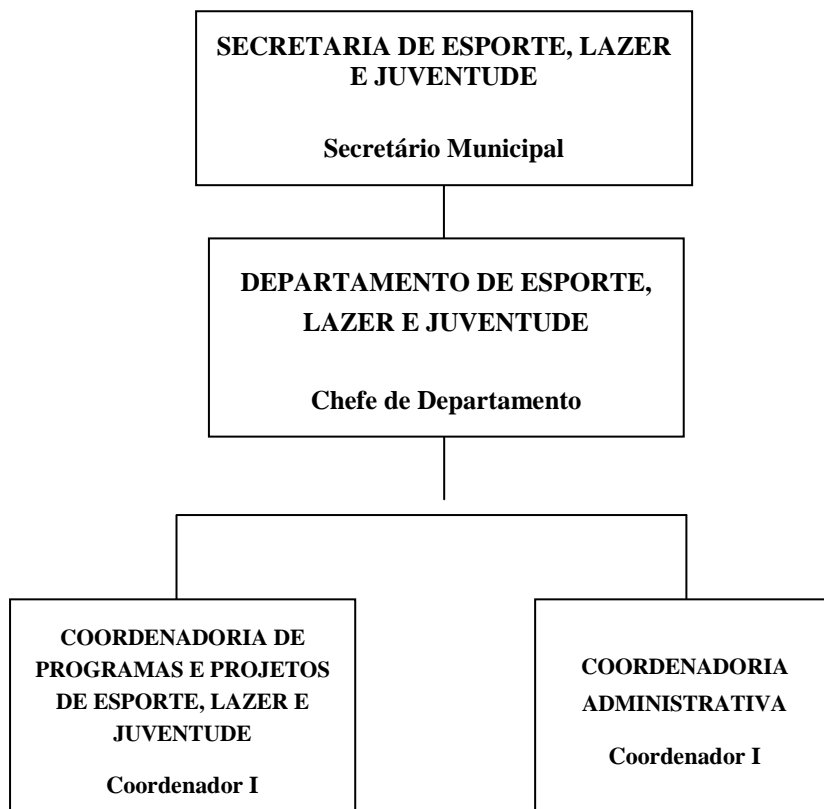 SECRETARIA DE ESPORTE, LAZER
E JUVENTUDE
Secretário Municipal
DEPARTAMENTO DE ESPORTE,
LAZER E JUVENTUDE
Chefe de Departamento
COORDENADORIA DE
PROGRAMAS E PROJETOS
DE ESPORTE, LAZER E
JUVENTUDE
Coordenador I
COORDENADORIA
ADMINISTRATIVA
Coordenador I